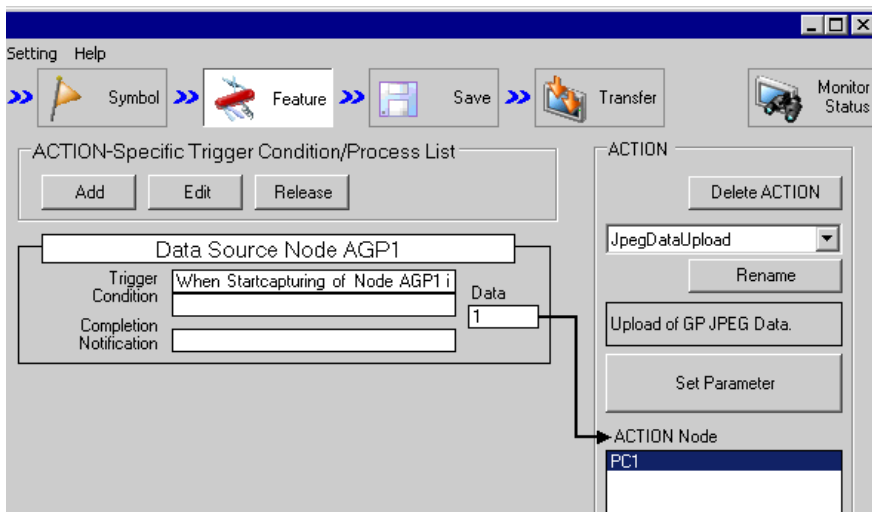 Setting Help
Symbol Feature Save Transfer Monitor Status
ACTION-Specific Trigger Condition/Process List
Add Edit Release
Data Source Node AGP1
Trigger Condition
When Startcapturing of Node AGP1 i
Data
1
Completion Notification
ACTION
Delete ACTION
JpegDataUpload
Rename
Upload of GP JPEG Data.
Set Parameter
ACTION Node
PC1